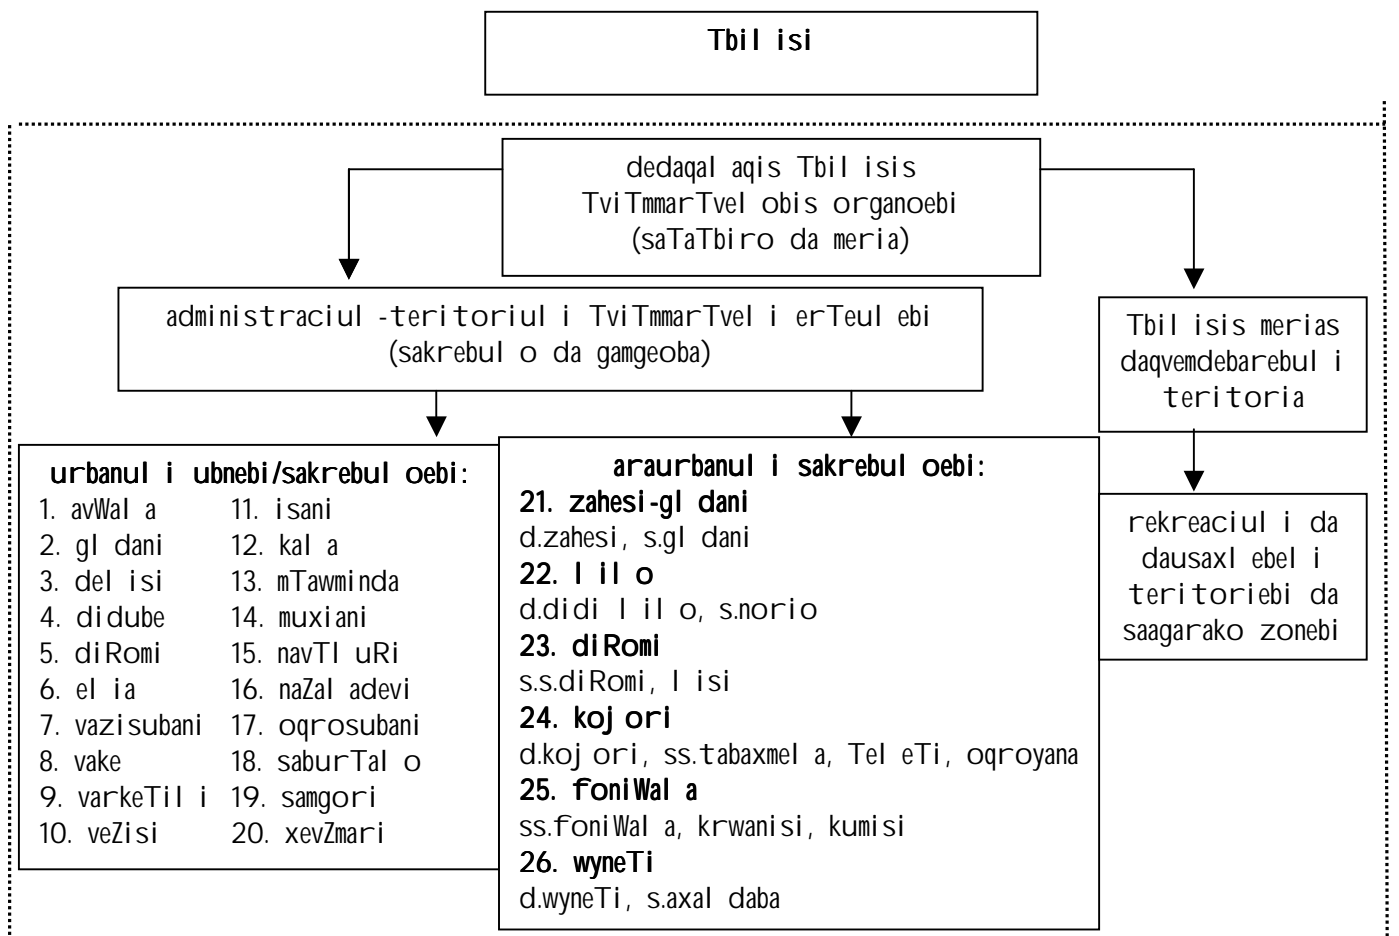 Tbil isi
dedaqal aqis Tbil isis
TviTmmarTvel obis organoebi
(saTaTbiro da meria)
administraciul -teritoriul i TviTmmarTvel i erTeul ebi
(sakrebul o da gamgeoba)
Tbil isis merias
daqvemdebarebul i
teritoria
urbanul i ubnebi/sakrebul oebi:
1. avWal a
2. gl dani
3. del isi
4. didube
5. diRomi
6. el ia
7. vazisubani
8. vake
9. varkeTil i
10. veZisi
11. isani
12. kal a
13. mTawminda
14. muxiani
15. navTl uRi
16. naZal adevi
17. oqrosubani
18. saburTal o
19. samgori
20. xevZmari
araurbanul i sakrebul oebi:
21. zahesi-gl dani
d.zahesi, s.gl dani
22. l il o
d.didi l il o, s.norio
23. diRomi
s.s.diRomi, l isi
24. koj ori
d.koj ori, ss.tabaxmel a, Tel eTi, oqroyana
25. foniWal a
ss.foniWal a, krwanisi, kumisi
26. wyneTi
d.wyneTi, s.axal daba
rekreaciul i da
dausaxl ebel i
teritoriebi da
saagarako zonebi